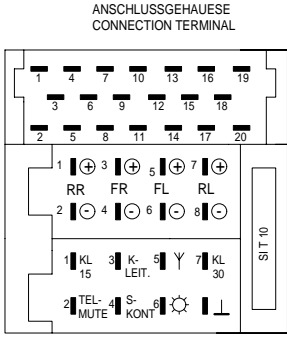 ANSCHLUSSGEHAUESE
CONNECTION TERMINAL
1 4 7 10 13 16 19
3 6 9 12 15 18
2 5 8 11 14 17 20
1 + 3 + 5 + 7 +
RR FR FL RL
2 - 4 - 6 - 8 -
1 KL 3 K- 5 7 KL
15 LEIT. 30
2 TEL- 4 S- 6
MUTE KONT
SI.T 10